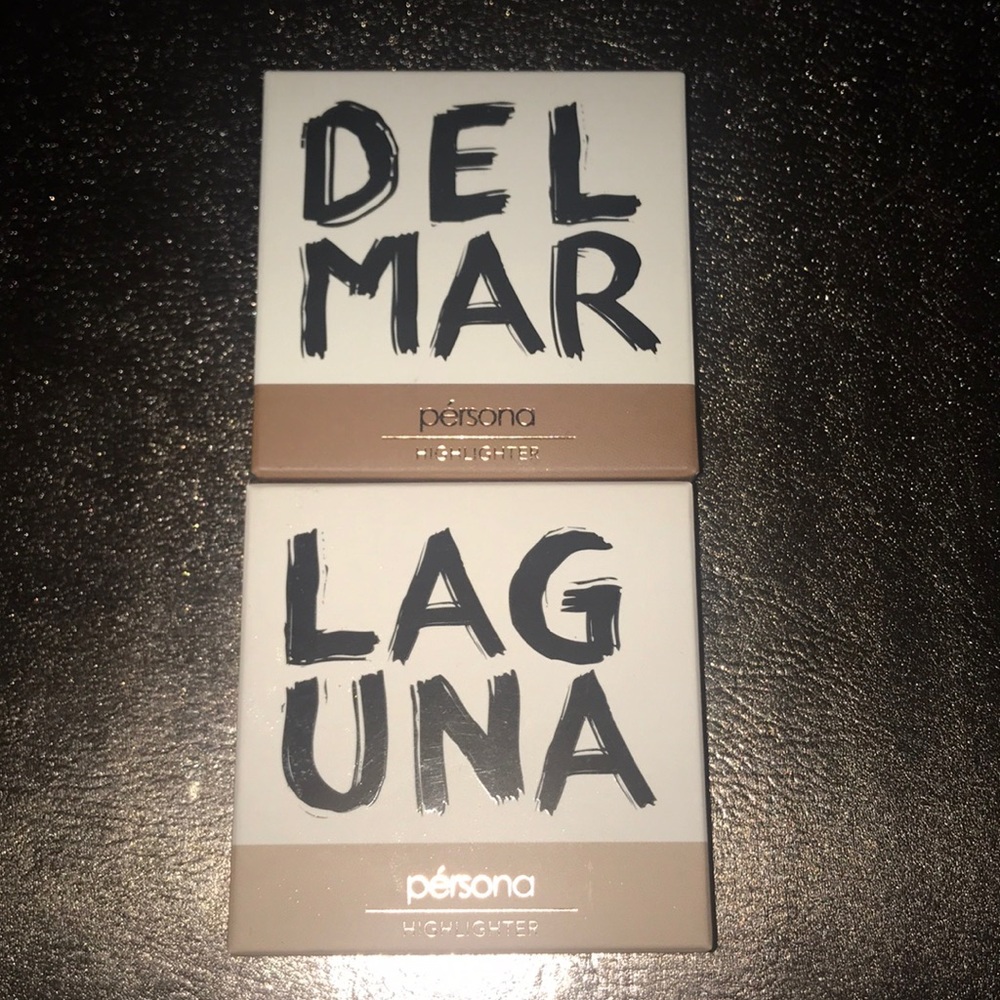 DEL
MAR
pérsona
HIGHLIGHTER
LAG
UNA
pérsona
HIGHLIGHTER